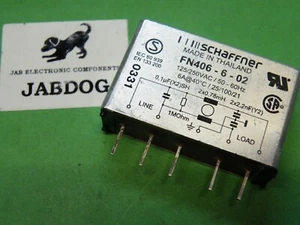 JAB ELECTRONIC COMPONENTS
JABDOG
schaffner
MADE IN THAILAND
FN406 - 6 - 02
125/250VAC / 50 - 60Hz
6A@40°C / 25/100/21
IEC 60 939
EN 133 200
0331
0,1µF(X2)SH
2x0.78mH
2x2,2nF(Y2)
LINE
1MOhm
LOAD